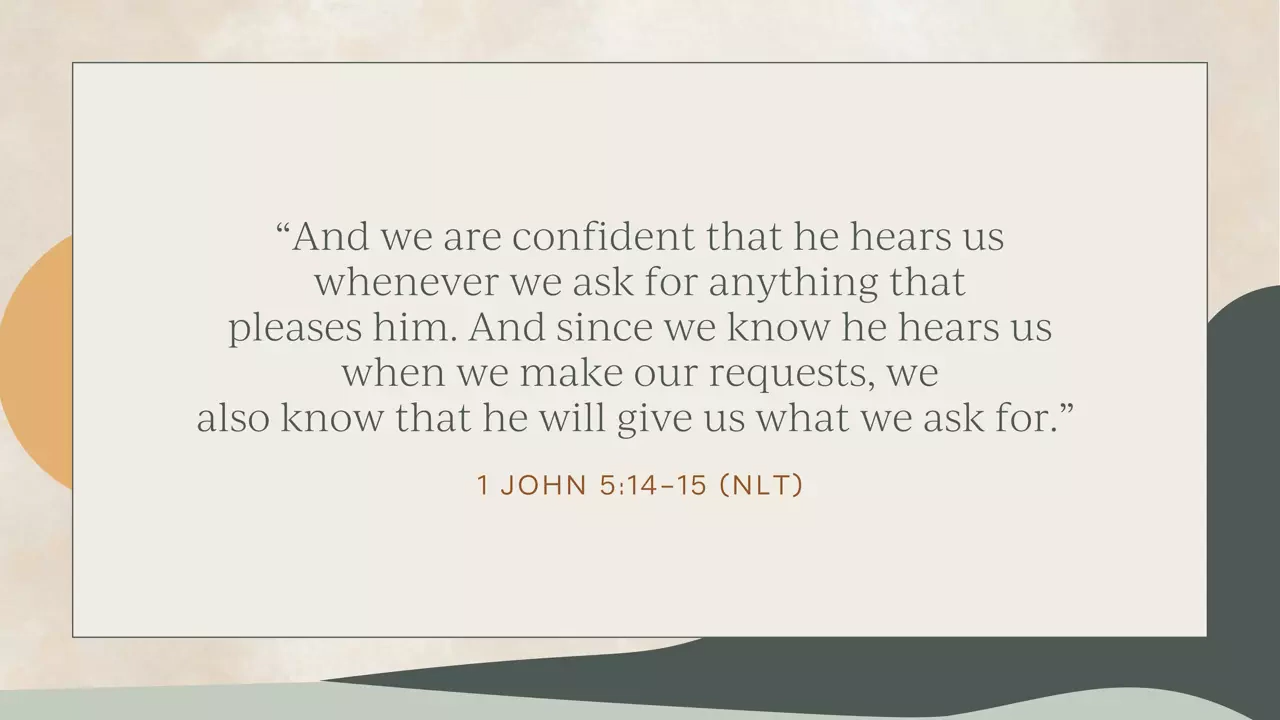 “And we are confident that he hears us
whenever we ask for anything that
pleases him. And since we know he hears us
when we make our requests, we
also know that he will give us what we ask for.”
1 JOHN 5:14–15 (NLT)